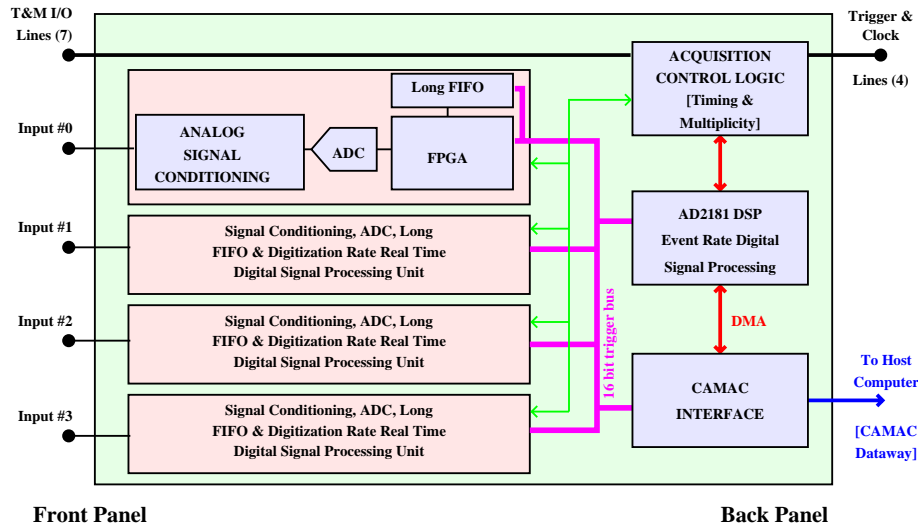 T&M I/O
Lines (7)
Trigger &
Clock
Lines (4)
ACQUISITION
CONTROL LOGIC
[Timing &
Multiplicity]
Long FIFO
Input #0
ANALOG
SIGNAL
CONDITIONING
ADC
FPGA
Input #1
Signal Conditioning, ADC, Long
FIFO & Digitization Rate Real Time
Digital Signal Processing Unit
AD2181 DSP
Event Rate Digital
Signal Processing
Input #2
Signal Conditioning, ADC, Long
FIFO & Digitization Rate Real Time
Digital Signal Processing Unit
16 bit trigger bus
DMA
Input #3
Signal Conditioning, ADC, Long
FIFO & Digitization Rate Real Time
Digital Signal Processing Unit
CAMAC
INTERFACE
To Host
Computer
[CAMAC
Dataway]
Front Panel
Back Panel